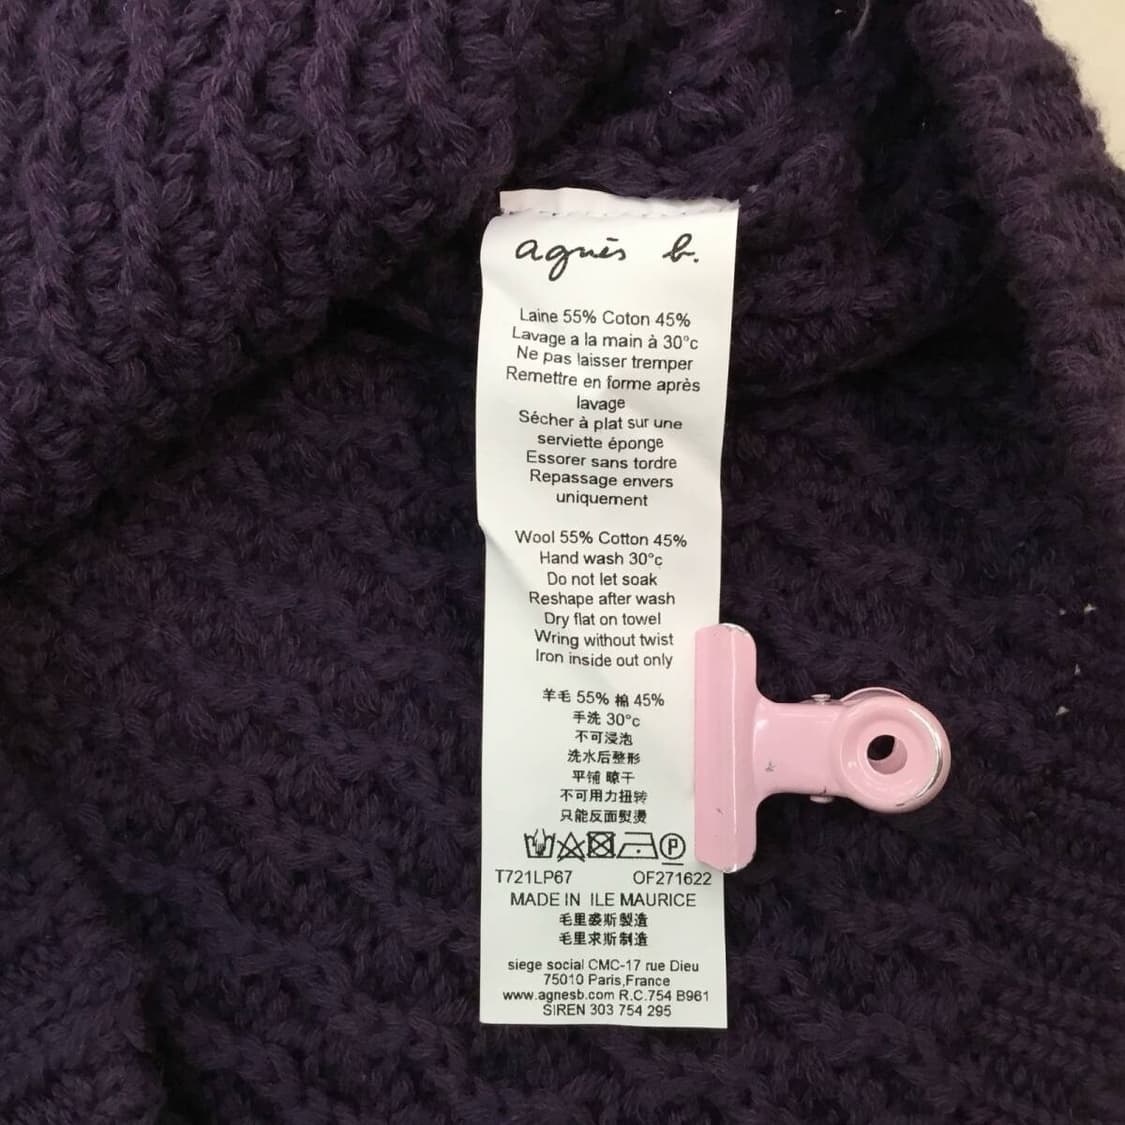 agnès b.
Laine 55% Coton 45%
Lavage a la main à 30°c
Ne pas laisser tremper
Remettre en forme après
lavage
Sécher à plat sur une
serviette éponge
Essorer sans tordre
Repassage envers
uniquement
Wool 55% Cotton 45%
Hand wash 30°c
Do not let soak
Reshape after wash
Dry flat on towel
Wring without twist
Iron inside out only
羊毛 55% 棉 45%
手洗 30°c
不可浸泡
洗水后整形
平铺 晾干
不可用力扭转
只能反面熨烫
P
T721LP67 OF271622
MADE IN ILE MAURICE
毛里裘斯製造
毛里求斯制造
siege social CMC-17 rue Dieu
75010 Paris,France
www.agnesb.com R.C.754 B961
SIREN 303 754 295